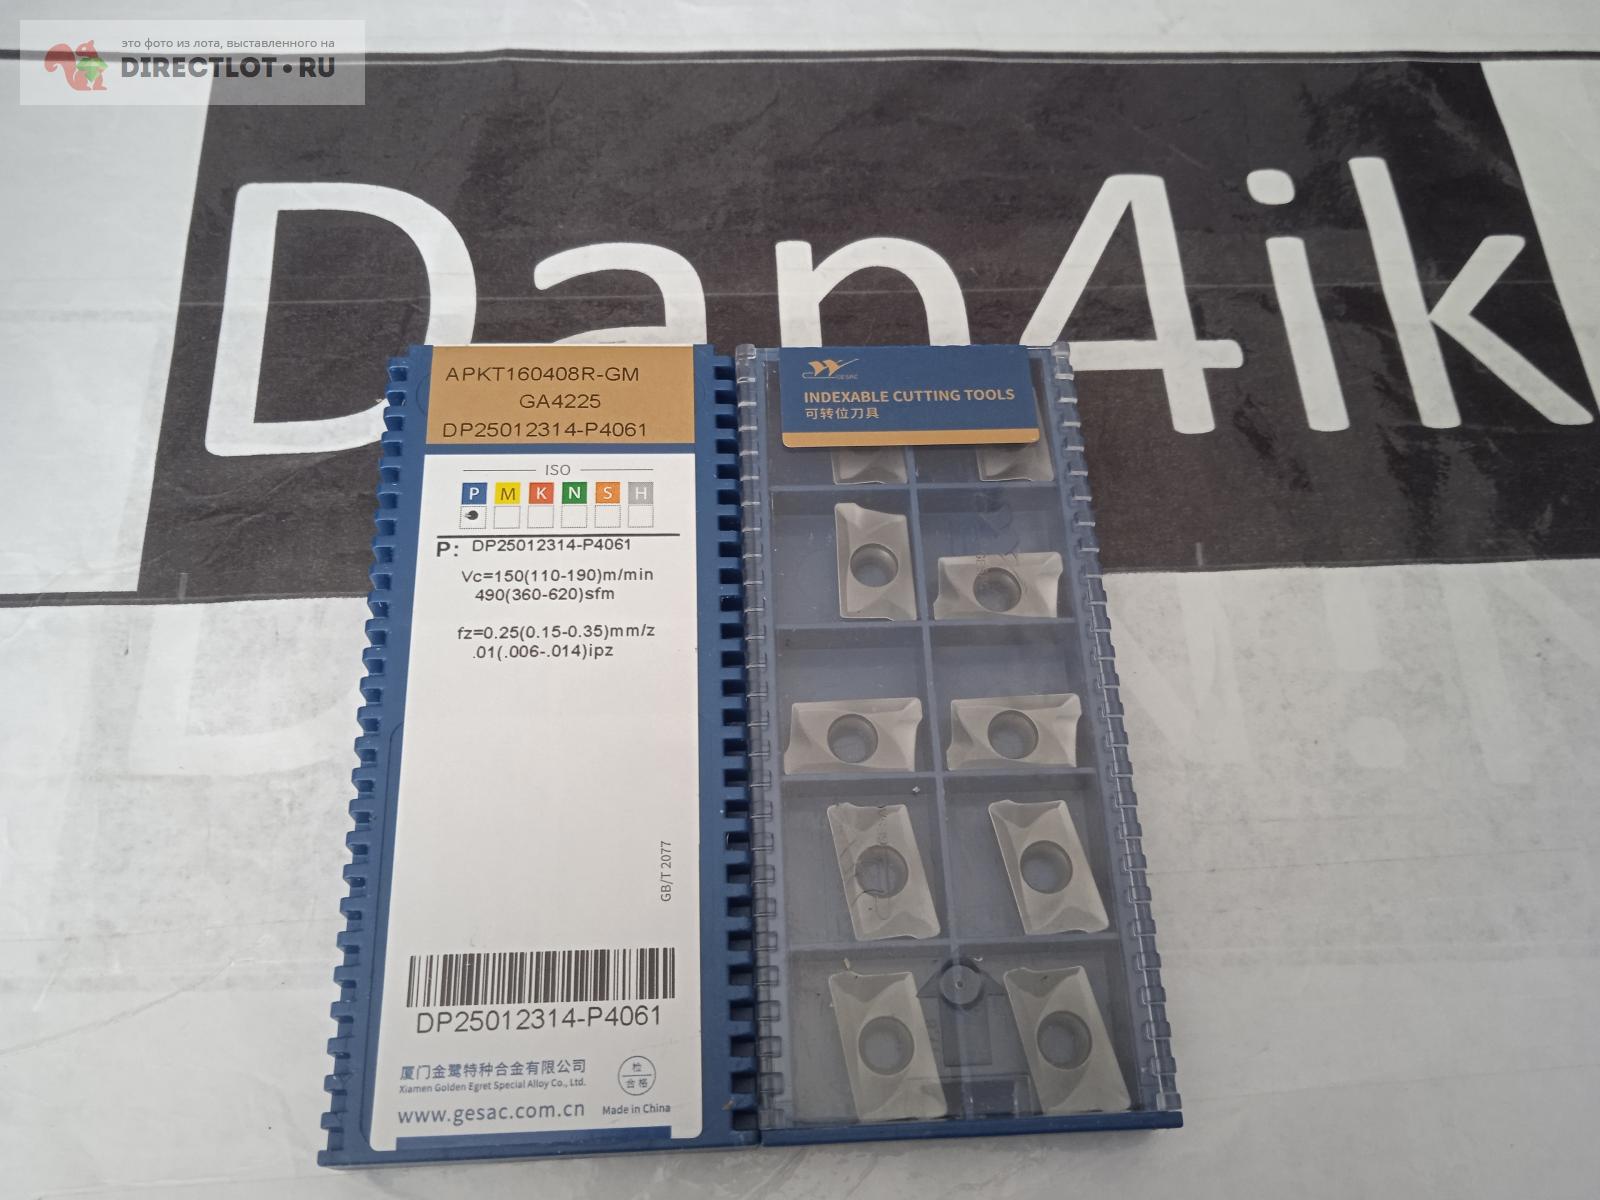 это фото из лота, выставленного на
DIRECTLOT•RU
Dan4ik
APKT160408R-GM
GA4225
DP25012314-P4061
ISO
P M K N S H
P: DP25012314-P4061
Vc=150(110-190)m/min
490(360-620)sfm
fz=0.25(0.15-0.35)mm/z
.01(.006-.014)ipz
GB/T 2077
DP25012314-P4061
厦门金鹭特种合金有限公司
Xiamen Golden Egret Special Alloy Co., Ltd.
www.gesac.com.cn
检
合格
Made in China
GESAC
INDEXABLE CUTTING TOOLS
可转位刀具